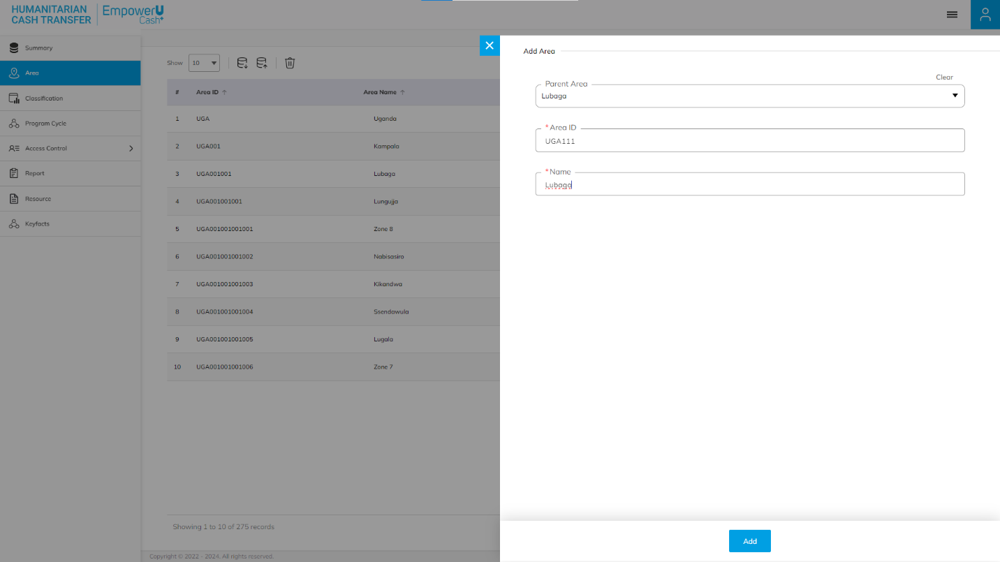 HUMANITARIAN
CASH TRANSFER
EmpowerU
Cash+
Summary
Area
Classification
Program Cycle
Access Control
Report
Resource
Keyfacts
Show 10
# Area ID Area Name
1 UGA Uganda
2 UGA001 Kampala
3 UGA001001 Lubaga
4 UGA001001001 Lungujja
5 UGA001001001001 Zone 8
6 UGA001001001002 Nabisasiro
7 UGA001001001003 Kikandwa
8 UGA001001001004 Ssendawula
9 UGA001001001005 Lugala
10 UGA001001001006 Zone 7
Showing 1 to 10 of 275 records
Copyright © 2022 - 2024. All rights reserved.
Add Area
Clear
Parent Area
Lubaga
* Area ID
UGA111
* Name
Lubaga
Add